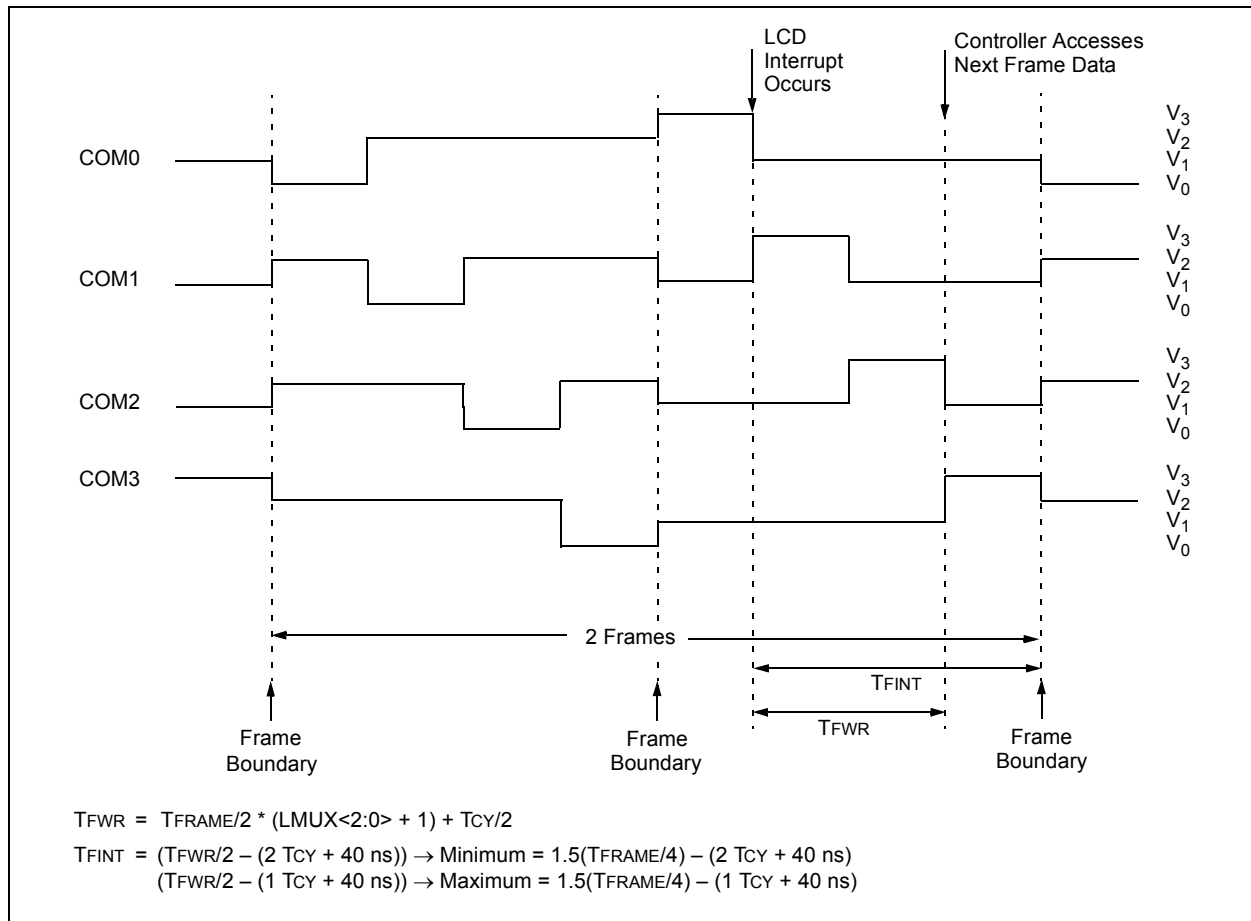 LCD
Interrupt
Occurs
Controller Accesses
Next Frame Data
COM0
V3
V2
V1
V0
COM1
V3
V2
V1
V0
COM2
V3
V2
V1
V0
COM3
V3
V2
V1
V0
2 Frames
TFINT
TFWR
Frame
Boundary
Frame
Boundary
Frame
Boundary
TFWR = TFRAME/2 * (LMUX<2:0> + 1) + TCY/2
TFINT = (TFWR/2 – (2 TCY + 40 ns)) → Minimum = 1.5(TFRAME/4) – (2 TCY + 40 ns)
(TFWR/2 – (1 TCY + 40 ns)) → Maximum = 1.5(TFRAME/4) – (1 TCY + 40 ns)